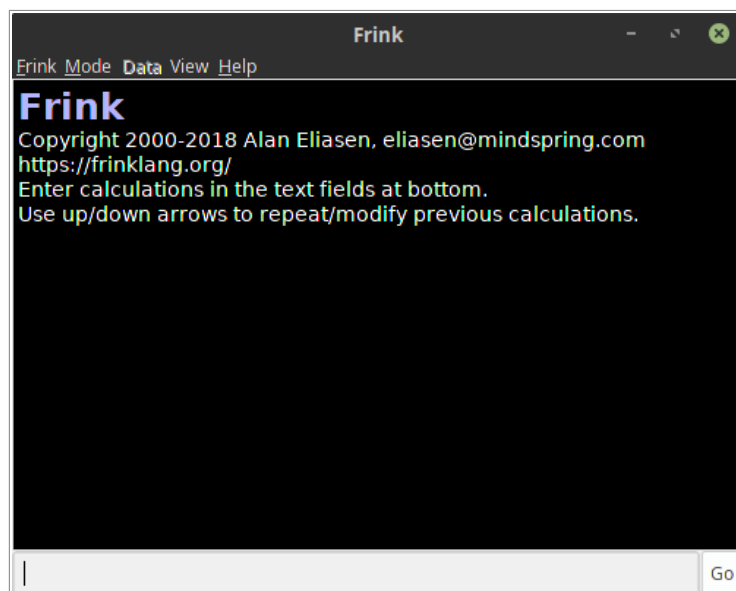 Frink
Frink Mode Data View Help
Frink
Copyright 2000-2018 Alan Eliasen, eliasen@mindspring.com
https://frinklang.org/
Enter calculations in the text fields at bottom.
Use up/down arrows to repeat/modify previous calculations.
Go